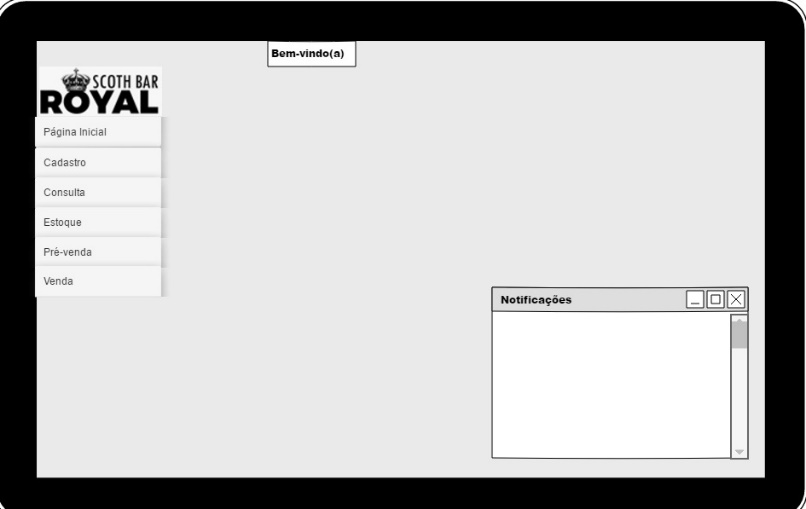 Bem-vindo(a)
SCOTH BAR
ROYAL
Página Inicial
Cadastro
Consulta
Estoque
Pré-venda
Venda
Notificações